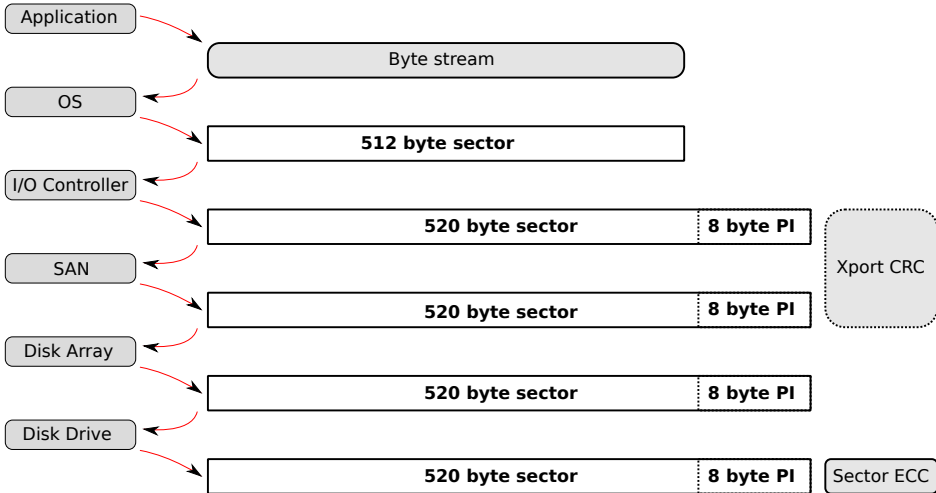 Application
Byte stream
OS
512 byte sector
I/O Controller
520 byte sector 8 byte PI
Xport CRC
SAN
520 byte sector 8 byte PI
Disk Array
520 byte sector 8 byte PI
Disk Drive
520 byte sector 8 byte PI
Sector ECC